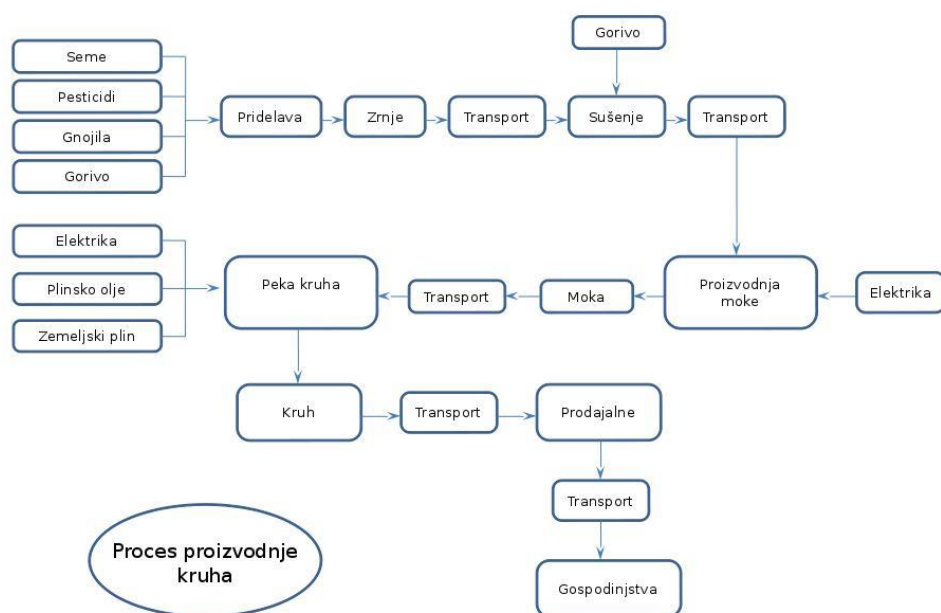 Gorivo
Seme
Pesticidi
Gnojila
Gorivo
Pridelava
Zrnje
Transport
Sušenje
Transport
Elektrika
Plinsko olje
Zemeljski plin
Peka kruha
Transport
Moka
Proizvodnja
moke
Elektrika
Kruh
Transport
Prodajalne
Transport
Gospodinjstva
Proces proizvodnje
kruha